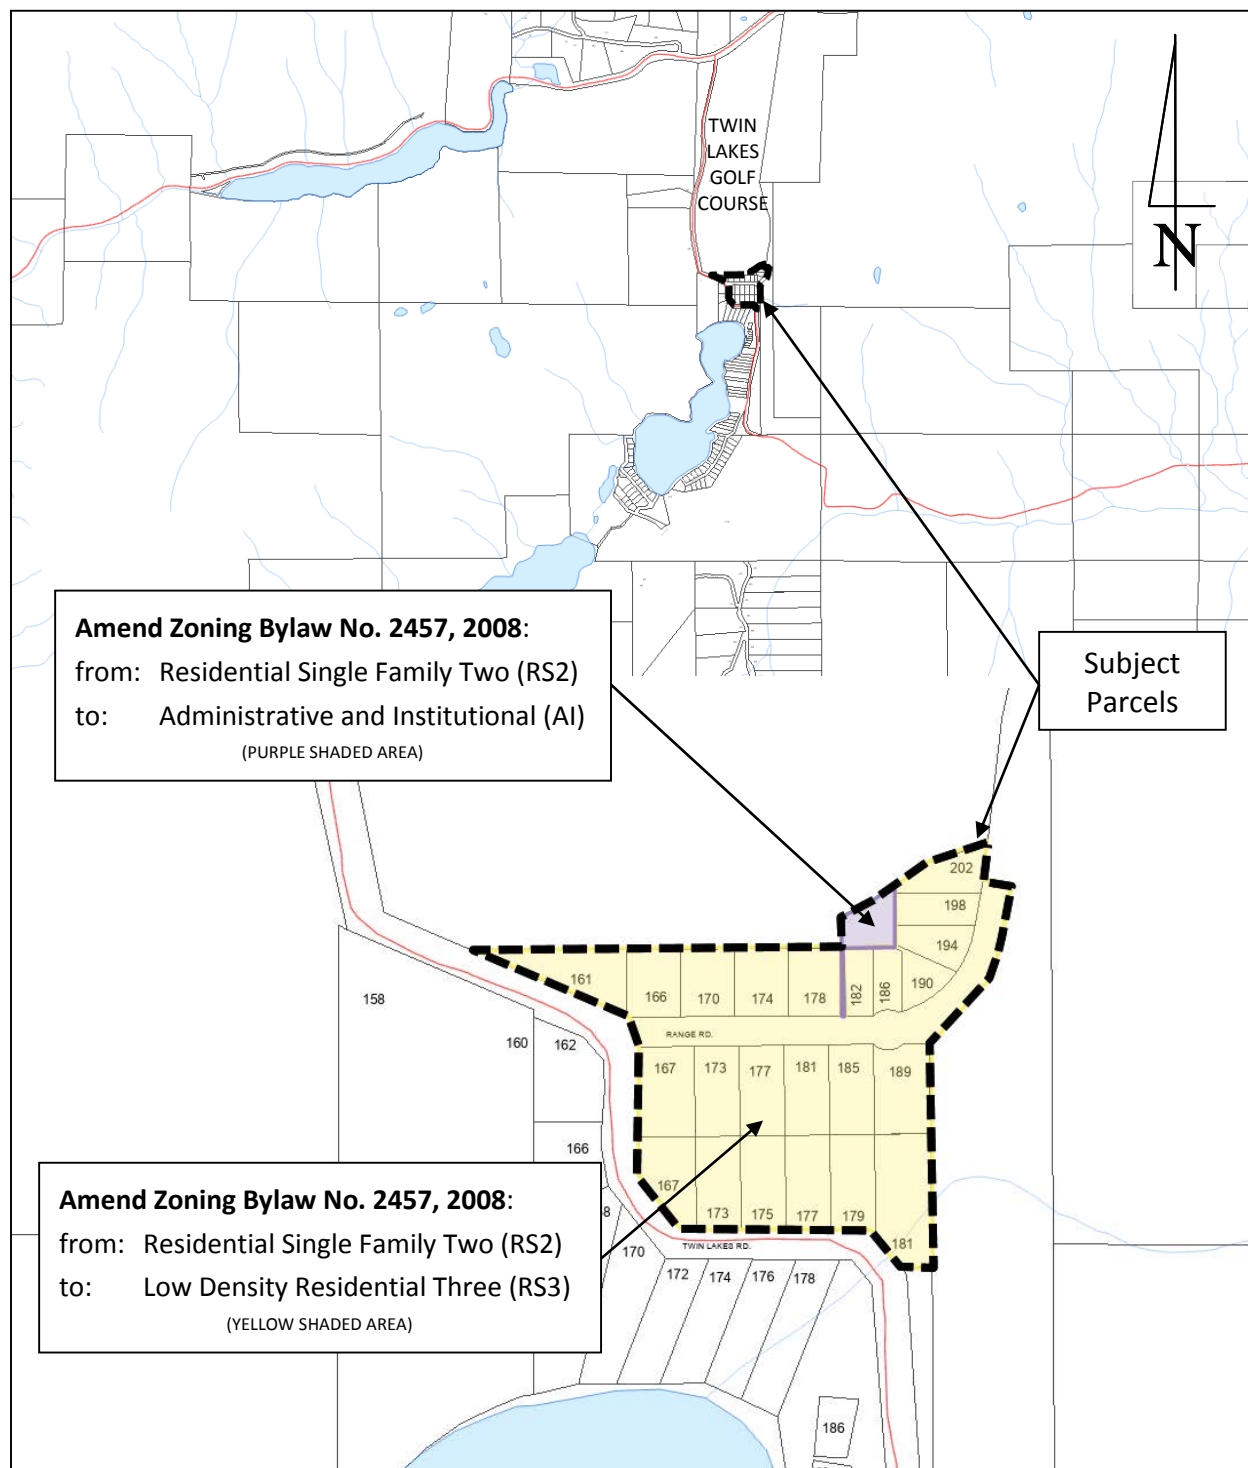 TWIN
LAKES
GOLF
COURSE
N
Amend Zoning Bylaw No. 2457, 2008:
from: Residential Single Family Two (RS2)
to: Administrative and Institutional (AI)
(PURPLE SHADED AREA)
Subject
Parcels
202
198
194
190
161
166
170
174
178
182
186
158
RANGE RD.
160
162
167
173
177
181
185
189
166
Amend Zoning Bylaw No. 2457, 2008:
from: Residential Single Family Two (RS2)
to: Low Density Residential Three (RS3)
(YELLOW SHADED AREA)
167
173
175
177
179
181
8
TWIN LAKES RD.
170
172
174
176
178
186